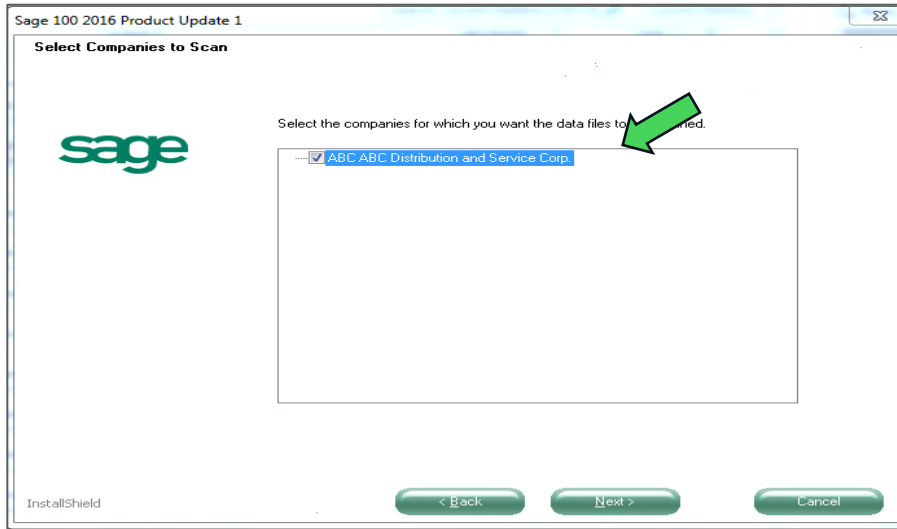 Sage 100 2016 Product Update 1
Select Companies to Scan
sage
Select the companies for which you want the data files to
ABC ABC Distribution and Service Corp.
InstallShield
< Back
Next >
Cancel